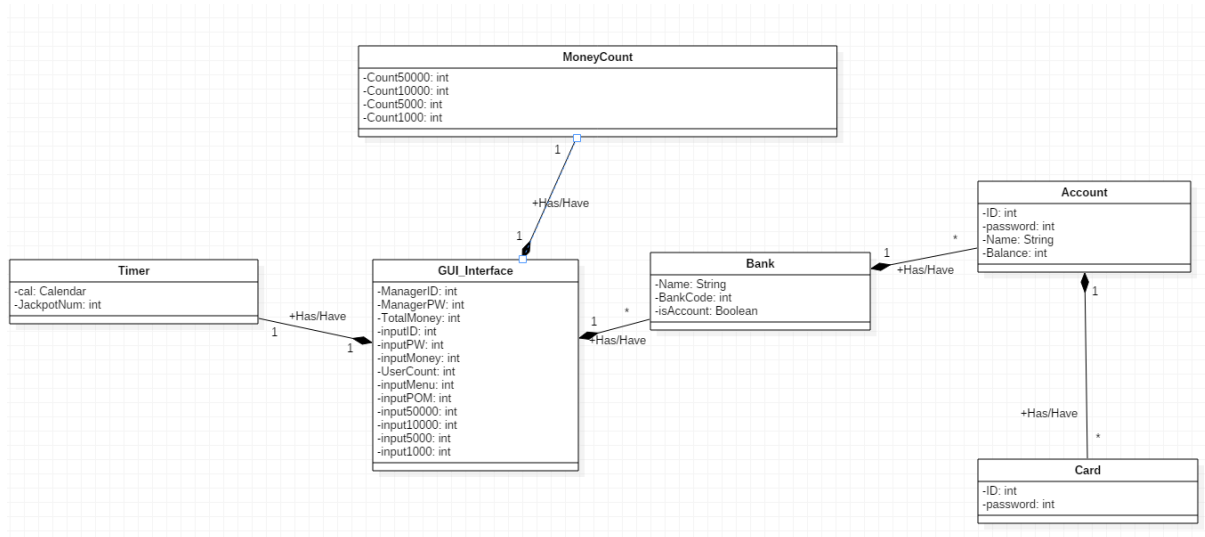 MoneyCount
-Count50000: int
-Count10000: int
-Count5000: int
-Count1000: int
1
+Has/Have
1
Timer
-cal: Calendar
-JackpotNum: int
+Has/Have
1
1
GUI_Interface
-ManagerID: int
-ManagerPW: int
-TotalMoney: int
-inputID: int
-inputPW: int
-inputMoney: int
-UserCount: int
-inputMenu: int
-inputPOM: int
-input50000: int
-input10000: int
-input5000: int
-input1000: int
1
*
+Has/Have
Bank
-Name: String
-BankCode: int
-isAccount: Boolean
1
*
+Has/Have
Account
-ID: int
-password: int
-Name: String
-Balance: int
1
+Has/Have
*
Card
-ID: int
-password: int